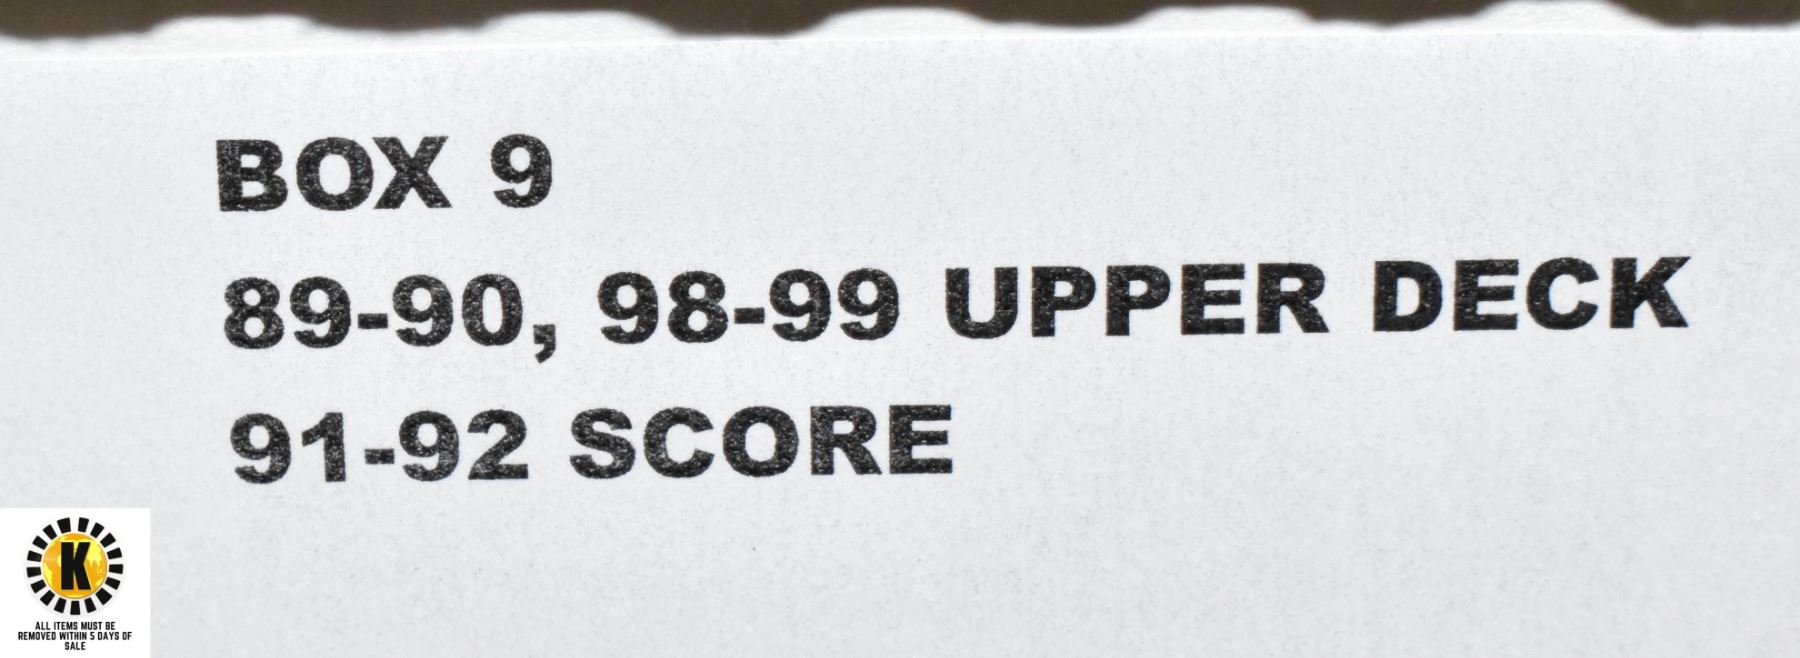 BOX 9
89-90, 98-99 UPPER DECK
91-92 SCORE
K
ALL ITEMS MUST BE
REMOVED WITHIN 5 DAYS OF
SALE